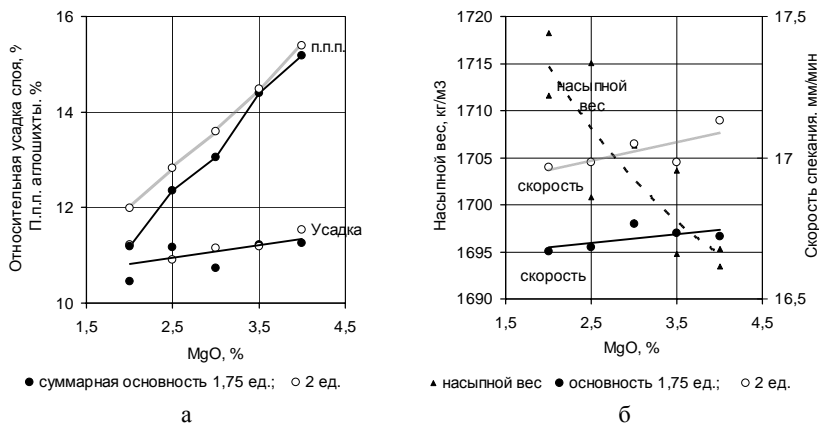 Относительная усадка слоя, %
П.п.п. аглошихты. %
16
14
12
10
п.п.п.
Усадка
1,5
2,5
3,5
4,5
MgO, %
● суммарная основность 1,75 ед.; ○ 2 ед.
а
Насыпной вес, кг/м3
1720
1715
1710
1705
1700
1695
1690
насыпной
вес
скорость
скорость
17,5
17
16,5
Скорость спекания. мм/мин
1,5
2,5
3,5
4,5
MgO, %
▲ насыпной вес ● основность 1,75 ед.; ○ 2 ед.
б